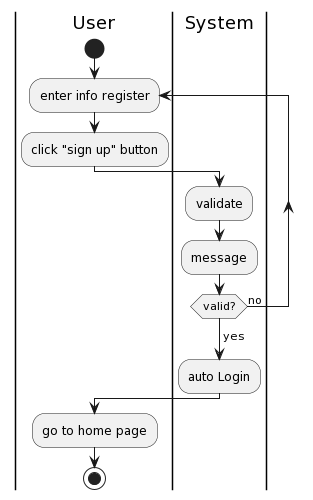 User
System
enter info register
click "sign up" button
validate
message
valid?
no
yes
auto Login
go to home page